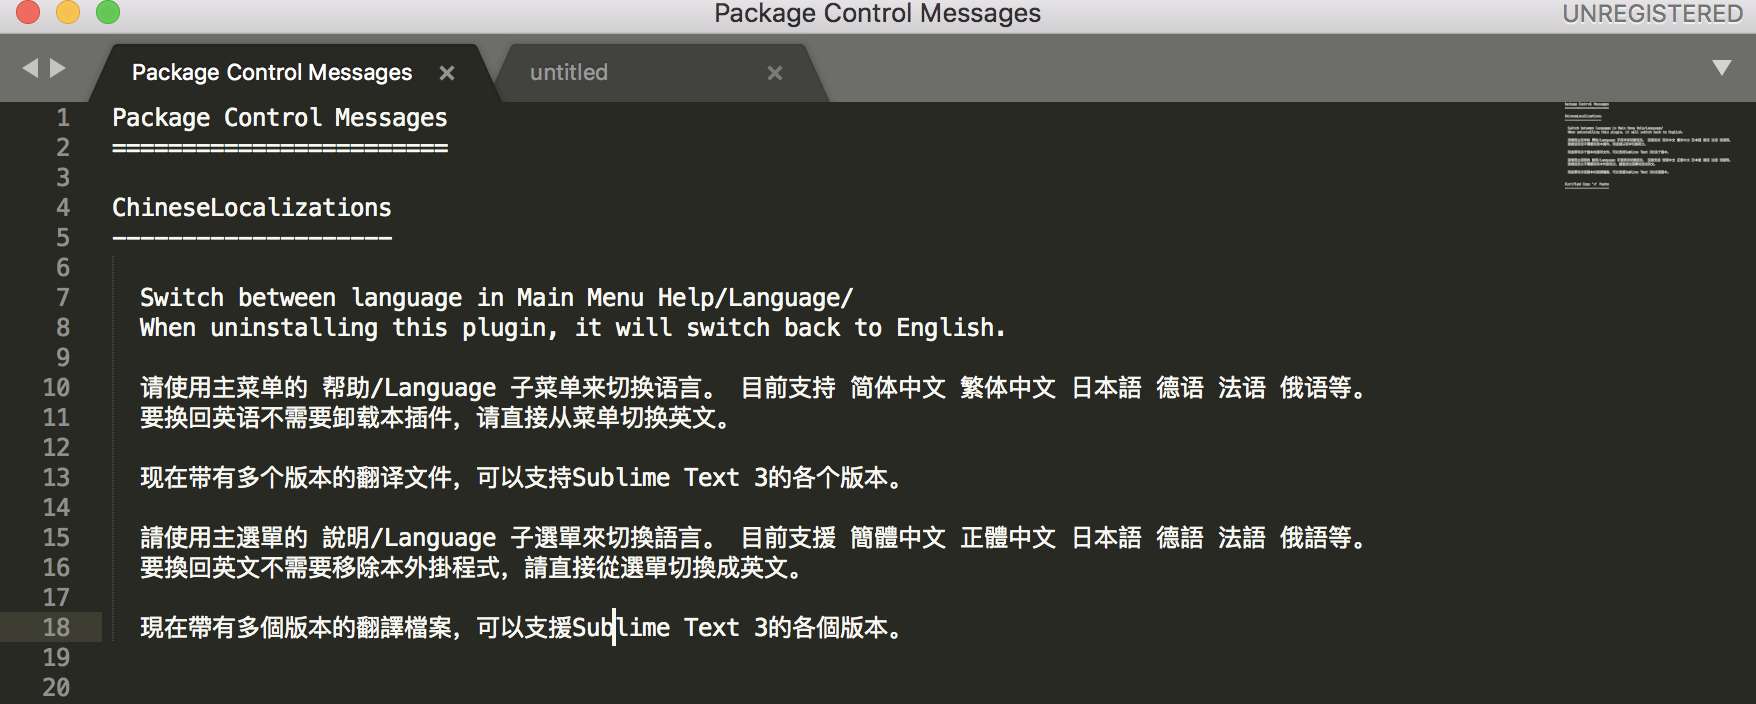 Package Control Messages
UNREGISTERED
Package Control Messages
untitled
1 Package Control Messages
2 ========================
3
4 ChineseLocalizations
5 --------------------
6
7 Switch between language in Main Menu Help/Language/
8 When uninstalling this plugin, it will switch back to English.
9
10 请使用主菜单的 帮助/Language 子菜单来切换语言。 目前支持 简体中文 繁体中文 日本語 德语 法语 俄语等。
11 要换回英语不需要卸载本插件，请直接从菜单切换英文。
12
13 现在带有多个版本的翻译文件，可以支持Sublime Text 3的各个版本。
14
15 請使用主選單的 說明/Language 子選單來切換語言。 目前支援 簡體中文 正體中文 日本語 德語 法語 俄語等。
16 要換回英文不需要移除本外掛程式，請直接從選單切換成英文。
17
18 現在帶有多個版本的翻譯檔案，可以支援Sublime Text 3的各個版本。
19
20